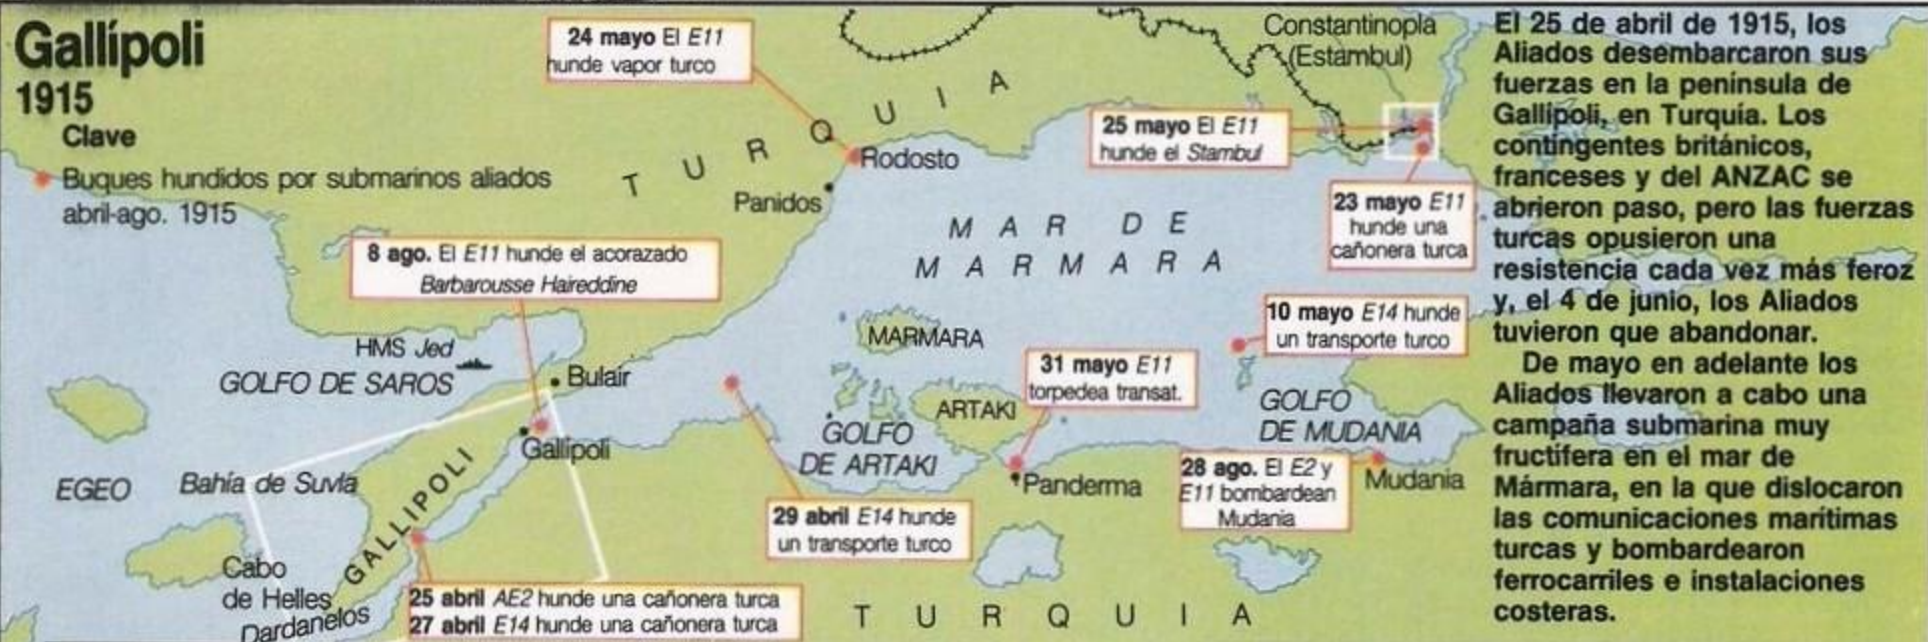 Gallípoli
1915
Clave
Buques hundidos por submarinos aliados
abril-ago. 1915
24 mayo El E11
hunde vapor turco
T U R Q U I A
Rodosto
Panidos
Constantinopla
(Estambul)
25 mayo El E11
hunde el Stambul
23 mayo E11
hunde una
cañonera turca
M A R D E
M A R M A R A
8 ago. El E11 hunde el acorazado
Barbarousse Haireddine
HMS Jed
GOLFO DE SAROS
Bulair
MARMARA
10 mayo E14 hunde
un transporte turco
31 mayo E11
torpedea transat.
ARTAKI
GOLFO
DE ARTAKI
GOLFO
DE MUDANIA
Gallípoli
EGEO
Bahía de Suvla
GALLIPOLI
Panderma
28 ago. El E2 y
E11 bombardean
Mudania
Mudania
29 abril E14 hunde
un transporte turco
Cabo
de Helles
Dardanelos
25 abril AE2 hunde una cañonera turca
27 abril E14 hunde una cañonera turca
T U R Q U I A
El 25 de abril de 1915, los
Aliados desembarcaron sus
fuerzas en la península de
Gallípoli, en Turquía. Los
contingentes británicos,
franceses y del ANZAC se
abrieron paso, pero las fuerzas
turcas opusieron una
resistencia cada vez más feroz
y, el 4 de junio, los Aliados
tuvieron que abandonar.
De mayo en adelante los
Aliados llevaron a cabo una
campaña submarina muy
fructífera en el mar de
Mármara, en la que dislocaron
las comunicaciones marítimas
turcas y bombardearon
ferrocarriles e instalaciones
costeras.